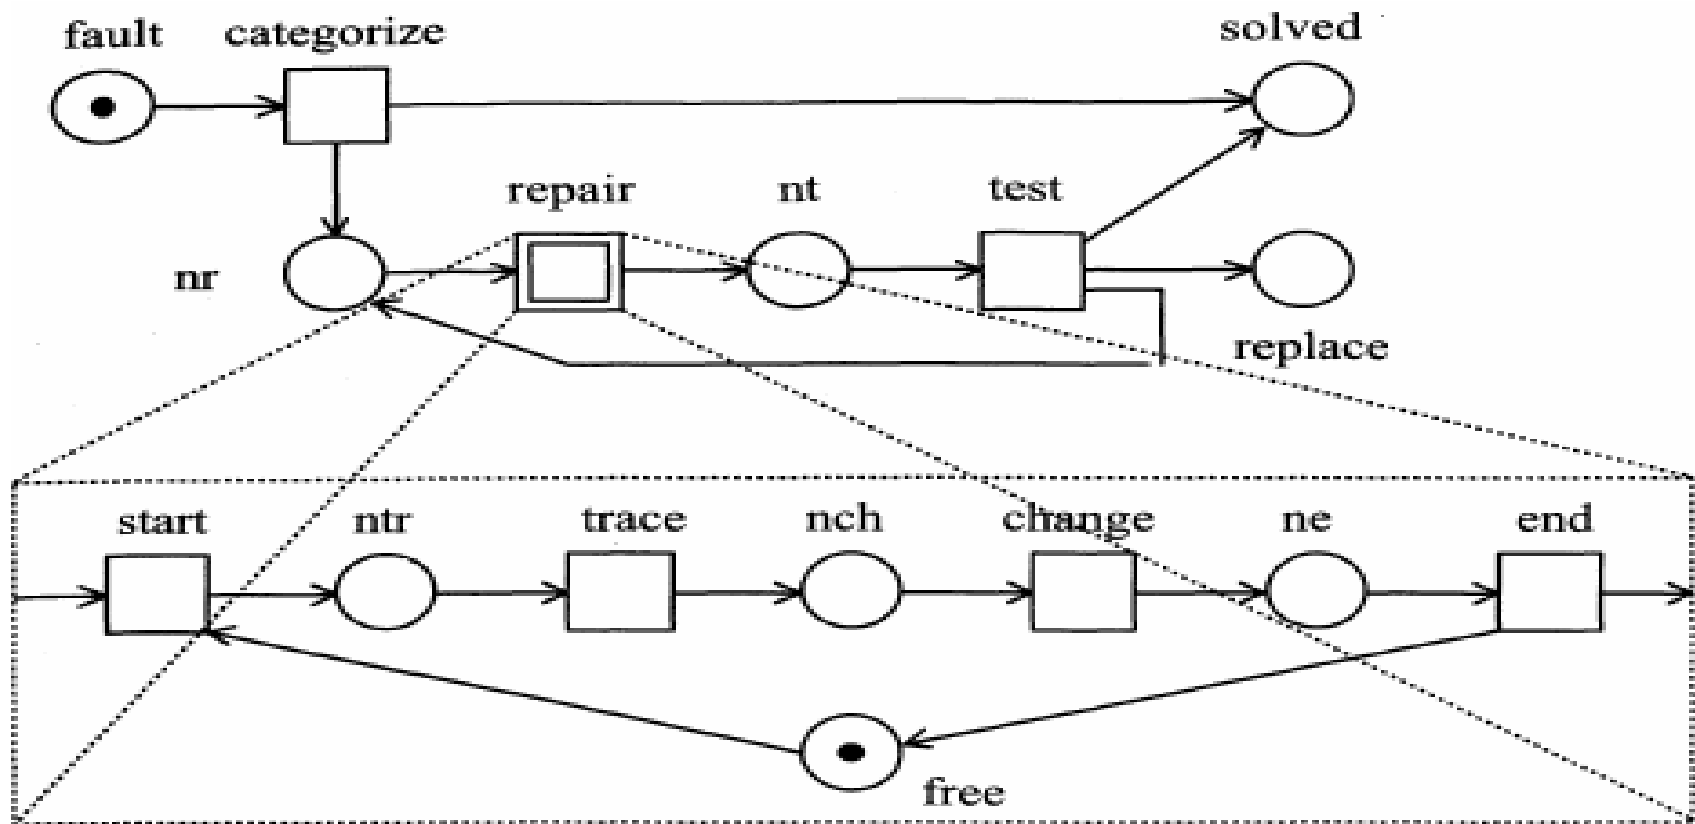 fault categorize solved
repair nt test
nr
replace
start ntr trace nch change ne end
free